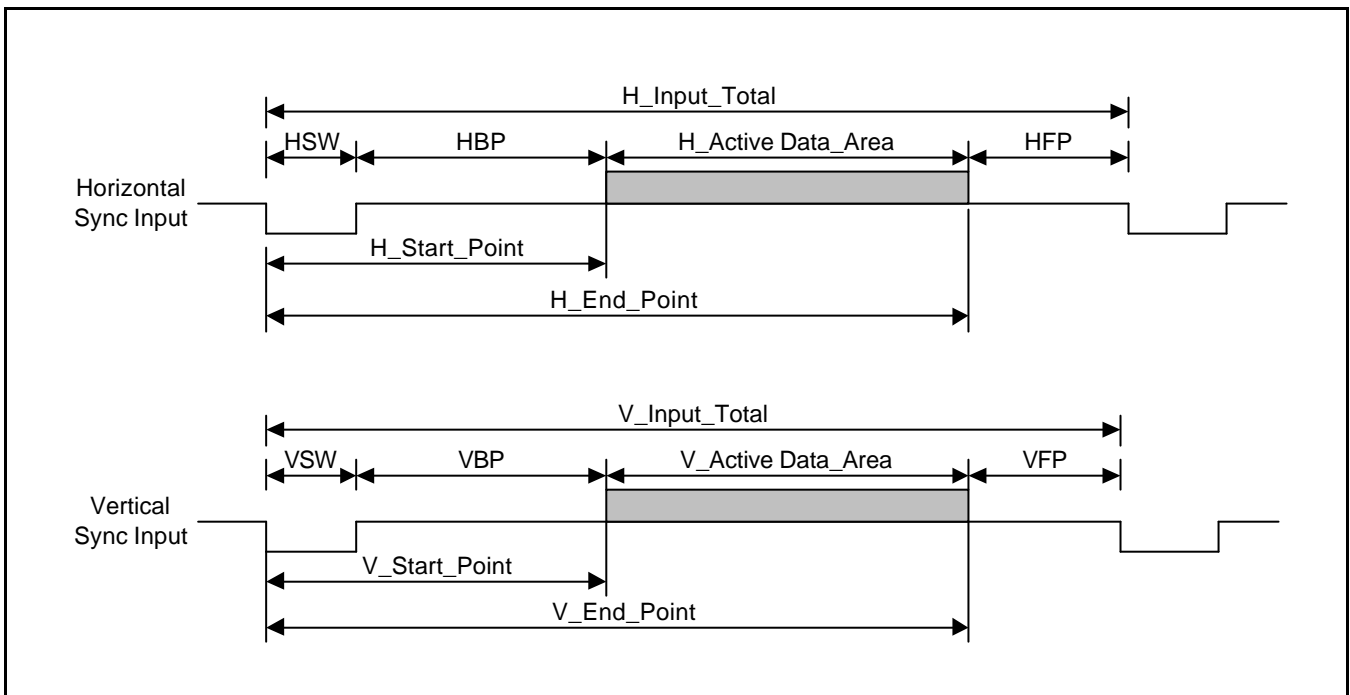 H_Input_Total
HSW HBP H_Active Data_Area HFP
Horizontal
Sync Input
H_Start_Point
H_End_Point
V_Input_Total
VSW VBP V_Active Data_Area VFP
Vertical
Sync Input
V_Start_Point
V_End_Point